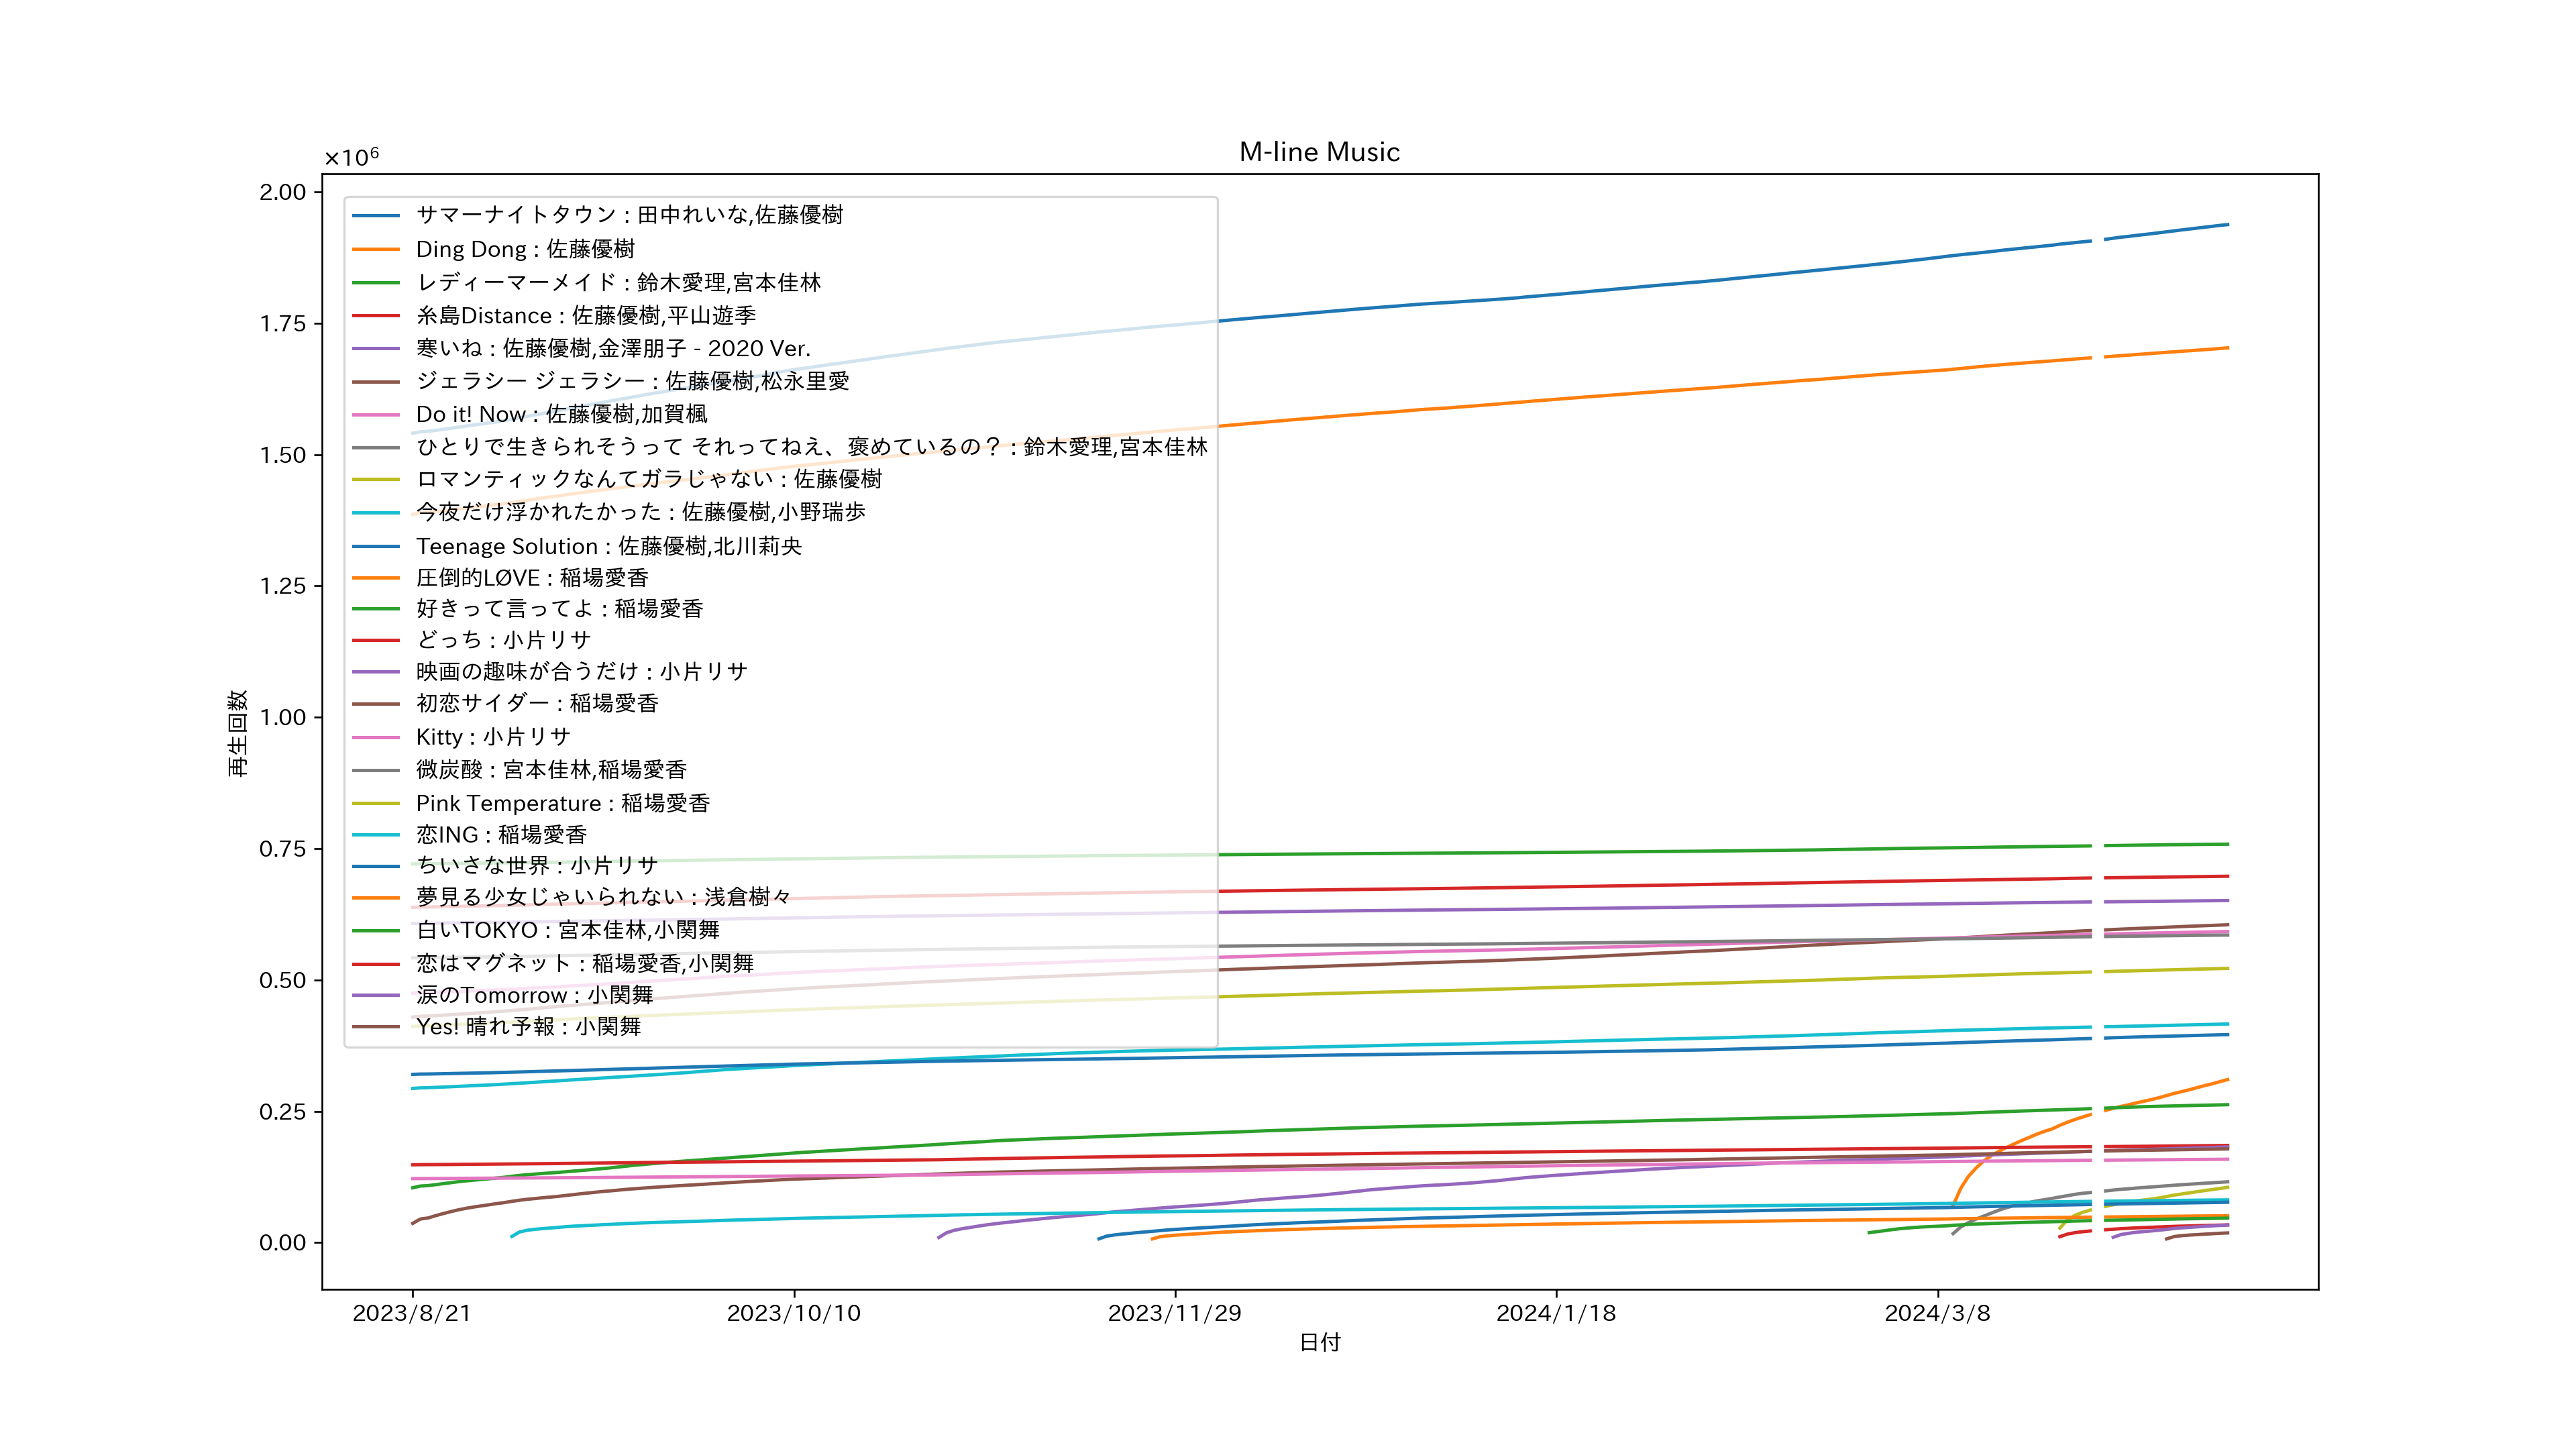 M-line Music
×10⁶
2.00
1.75
1.50
1.25
1.00
0.75
0.50
0.25
0.00
再生回数
サマーナイトタウン : 田中れいな,佐藤優樹
Ding Dong : 佐藤優樹
レディーマーメイド : 鈴木愛理,宮本佳林
糸島Distance : 佐藤優樹,平山遊季
寒いね : 佐藤優樹,金澤朋子 - 2020 Ver.
ジェラシー ジェラシー : 佐藤優樹,松永里愛
Do it! Now : 佐藤優樹,加賀楓
ひとりで生きられそうって それってねえ、褒めているの？ : 鈴木愛理,宮本佳林
ロマンティックなんてガラじゃない : 佐藤優樹
今夜だけ浮かれたかった : 佐藤優樹,小野瑞歩
Teenage Solution : 佐藤優樹,北川莉央
圧倒的LØVE : 稲場愛香
好きって言ってよ : 稲場愛香
どっち : 小片リサ
映画の趣味が合うだけ : 小片リサ
初恋サイダー : 稲場愛香
Kitty : 小片リサ
微炭酸 : 宮本佳林,稲場愛香
Pink Temperature : 稲場愛香
恋ING : 稲場愛香
ちいさな世界 : 小片リサ
夢見る少女じゃいられない : 浅倉樹々
白いTOKYO : 宮本佳林,小関舞
恋はマグネット : 稲場愛香,小関舞
涙のTomorrow : 小関舞
Yes! 晴れ予報 : 小関舞
2023/8/21
2023/10/10
2023/11/29
2024/1/18
2024/3/8
日付